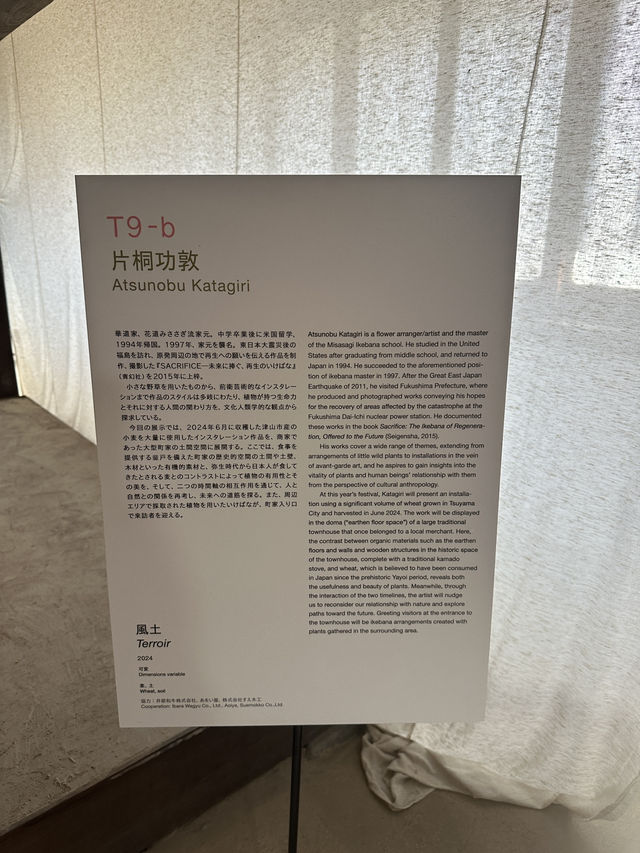 T9-b
片桐功敦
Atsunobu Katagiri
華道家、花道みささぎ流家元。中学卒業後に米国留学、
1994年帰国。1997年、家元を襲名。東日本大震災後の
福島を訪れ、原発周辺の地で再生への願いを伝える作品を制
作、撮影した『SACRIFICE―未来に捧ぐ、再生のいけばな』
(青幻社)を2015年に上梓。
小さな野草を用いたものから、前衛芸術的なインスタレー
ションまで作品のスタイルは多岐にわたり、植物が持つ生命力
とそれに対する人間の関わり方を、文化人類学的な観点から
探求している。
今回の展示では、2024年6月に収穫した津山市産の
小麦を大量に使用したインスタレーション作品を、商家で
あった大型町家の土間空間に展開する。ここでは、食事を
提供する竈戸を備えた町家の歴史的空間の土間や土壁、
木材といった有機的素材と、弥生時代から日本人が食して
きたとされる麦とのコントラストによって植物の有用性とそ
の美を、そして、二つの時間軸の相互作用を通じて、人と
自然との関係を再考し、未来への道筋を探る。また、周辺
エリアで採取された植物を用いたいけばなが、町家入り口
で来訪者を迎える。
Atsunobu Katagiri is a flower arranger/artist and the master
of the Misasagi Ikebana school. He studied in the United
States after graduating from middle school, and returned to
Japan in 1994. He succeeded to the aforementioned posi-
tion of ikebana master in 1997. After the Great East Japan
Earthquake of 2011, he visited Fukushima Prefecture, where
he produced and photographed works conveying his hopes
for the recovery of areas affected by the catastrophe at the
Fukushima Dai-Ichi nuclear power station. He documented
these works in the book Sacrifice: The Ikebana of Regenera-
tion, Offered to the Future (Seigensha, 2015).
His works cover a wide range of themes, extending from
arrangements of little wild plants to installations in the vein
of avant-garde art, and he aspires to gain insights into the
vitality of plants and human beings' relationship with them
from the perspective of cultural anthropology.
At this year's festival, Katagiri will present an installa-
tion using a significant volume of wheat grown in Tsuyama
City and harvested in June 2024. The work will be displayed
in the doma ("earthen floor space") of a large traditional
townhouse that once belonged to a local merchant. Here,
the contrast between organic materials such as the earthen
floors and walls and wooden structures in the historic space
of the townhouse, complete with a traditional kamado
stove, and wheat, which is believed to have been consumed
in Japan since the prehistoric Yayoi period, reveals both
the usefulness and beauty of plants. Meanwhile, through
the interaction of the two timelines, the artist will nudge
us to reconsider our relationship with nature and explore
paths toward the future. Greeting visitors at the entrance to
the townhouse will be ikebana arrangements created with
plants gathered in the surrounding area.
風土
Terroir
2024
可変
Dimensions variable
麦、土
Wheat, soil
協力：井原和牛株式会社、あをい屋、株式会社すえ木工
Cooperation: Ibara Wagyu Co., Ltd., Aoiya, Suemokko Co.,Ltd